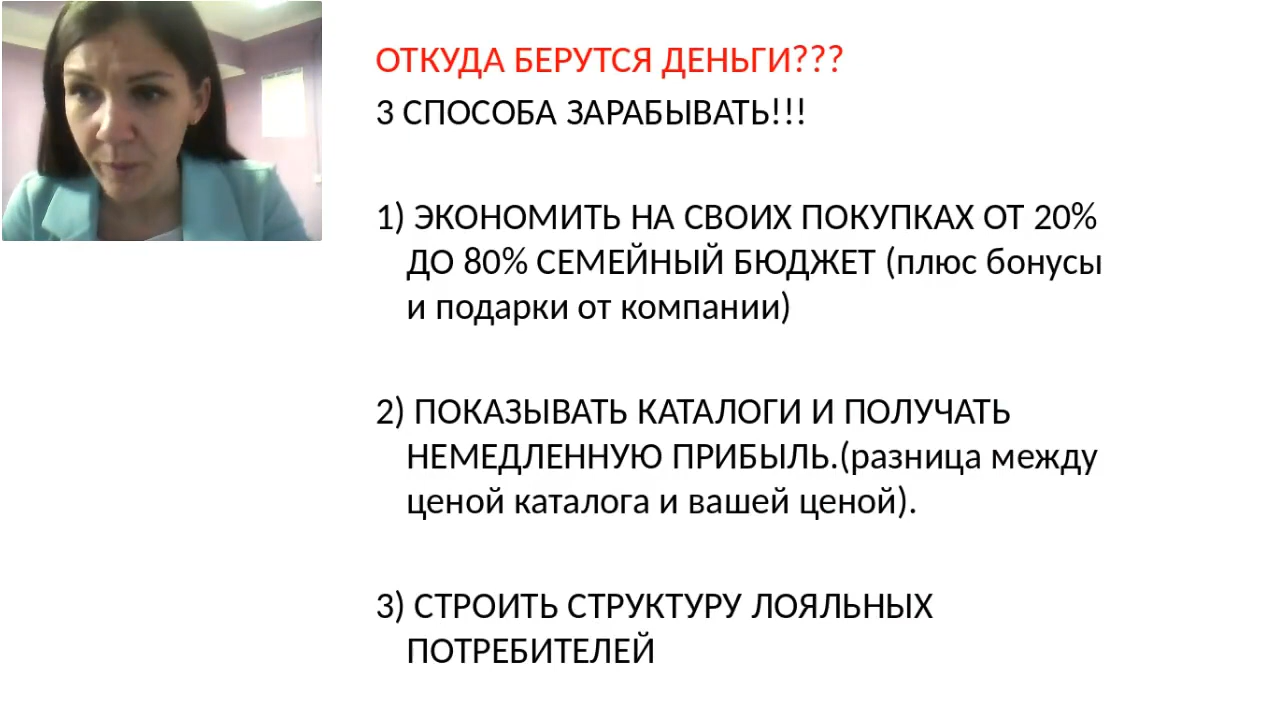 ОТКУДА БЕРУТСЯ ДЕНЬГИ???
3 СПОСОБА ЗАРАБЫВАТЬ!!!
1) ЭКОНОМИТЬ НА СВОИХ ПОКУПКАХ ОТ 20%
ДО 80% СЕМЕЙНЫЙ БЮДЖЕТ (плюс бонусы
и подарки от компании)
2) ПОКАЗЫВАТЬ КАТАЛОГИ И ПОЛУЧАТЬ
НЕМЕДЛЕННУЮ ПРИБЫЛЬ.(разница между
ценой каталога и вашей ценой).
3) СТРОИТЬ СТРУКТУРУ ЛОЯЛЬНЫХ
ПОТРЕБИТЕЛЕЙ